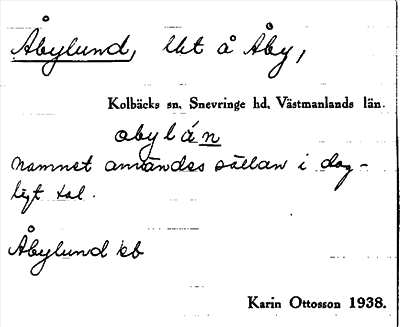 Åbylund, lht å Åby,
Kolbäcks sn, Snevringe hd, Västmanlands län.
åbylán
namnet användes sällan i dag-
ligt tal.
Åbylund kb
Karin Ottosson 1938.